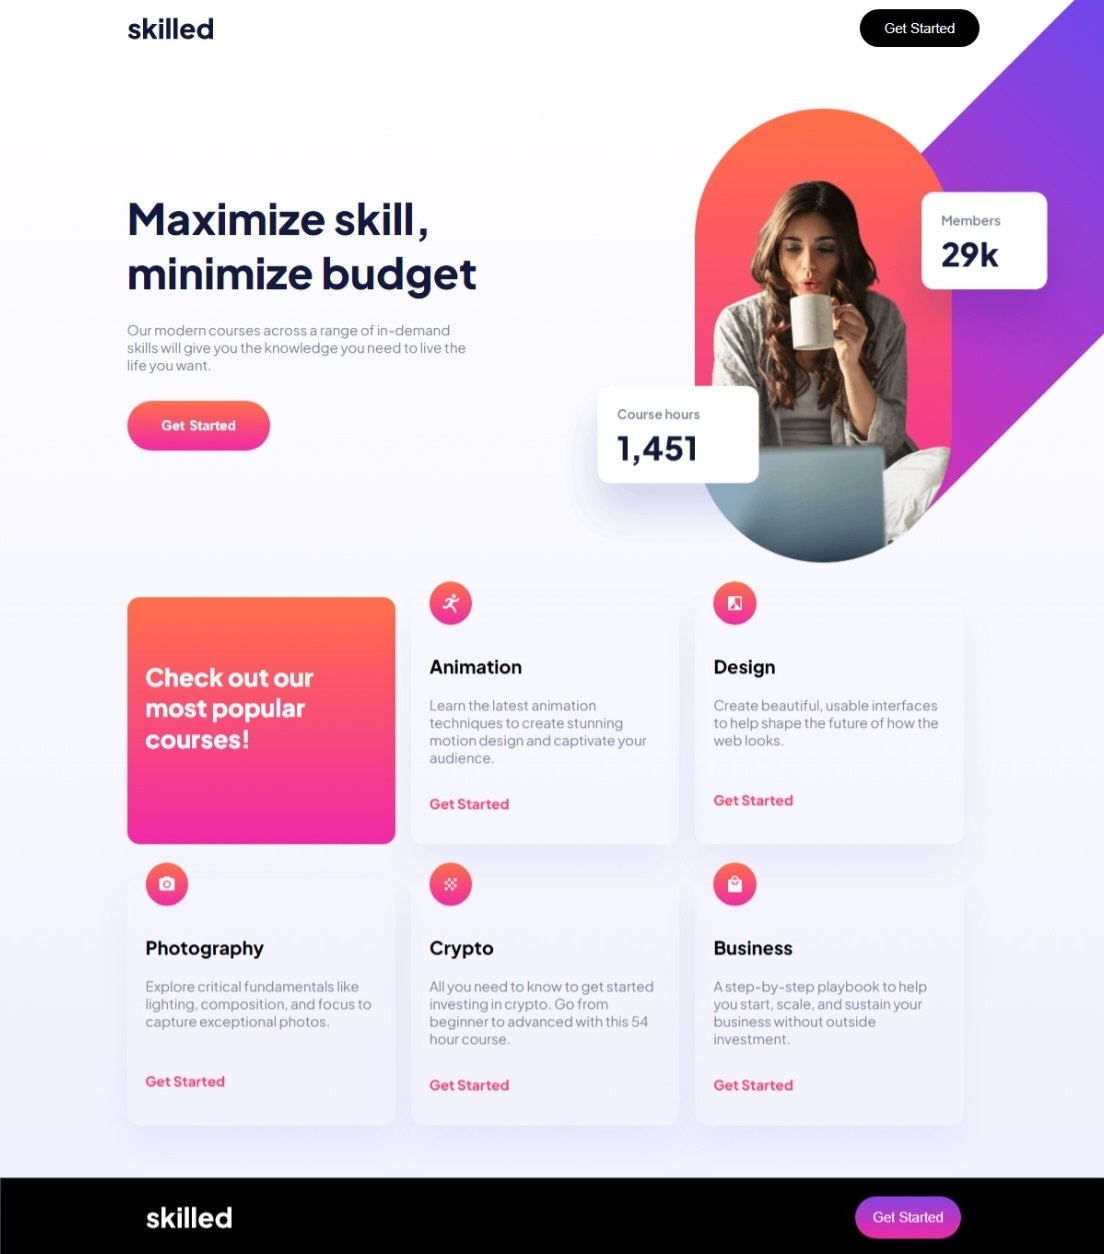 skilled
Get Started
Maximize skill,
minimize budget
Our modern courses across a range of in-demand
skills will give you the knowledge you need to live the
life you want.
Get Started
Members
29k
Course hours
1,451
Check out our
most popular
courses!
Animation
Learn the latest animation
techniques to create stunning
motion design and captivate your
audience.
Get Started
Design
Create beautiful, usable interfaces
to help shape the future of how the
web looks.
Get Started
Photography
Explore critical fundamentals like
lighting, composition, and focus to
capture exceptional photos.
Get Started
Crypto
All you need to know to get started
investing in crypto. Go from
beginner to advanced with this 54
hour course.
Get Started
Business
A step-by-step playbook to help
you start, scale, and sustain your
business without outside
investment.
Get Started
skilled
Get Started